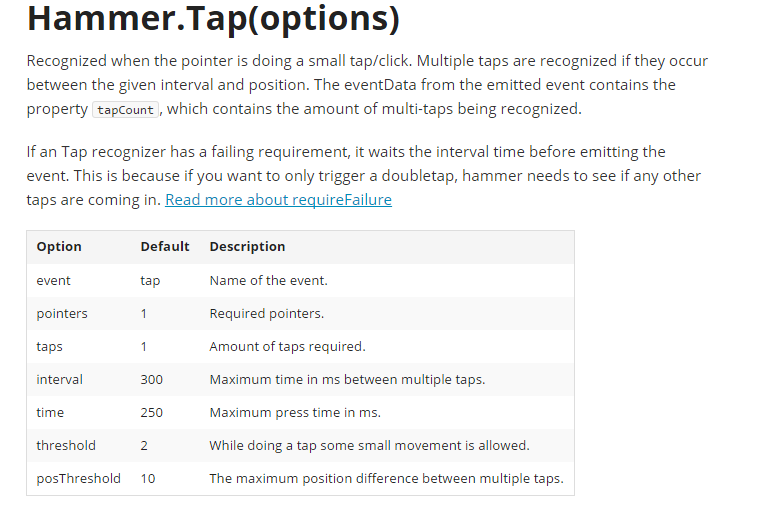 Hammer.Tap(options)
Recognized when the pointer is doing a small tap/click. Multiple taps are recognized if they occur
between the given interval and position. The eventData from the emitted event contains the
property tapCount , which contains the amount of multi-taps being recognized.
If an Tap recognizer has a failing requirement, it waits the interval time before emitting the
event. This is because if you want to only trigger a doubletap, hammer needs to see if any other
taps are coming in. Read more about requireFailure
Option Default Description
event tap Name of the event.
pointers 1 Required pointers.
taps 1 Amount of taps required.
interval 300 Maximum time in ms between multiple taps.
time 250 Maximum press time in ms.
threshold 2 While doing a tap some small movement is allowed.
posThreshold 10 The maximum position difference between multiple taps.